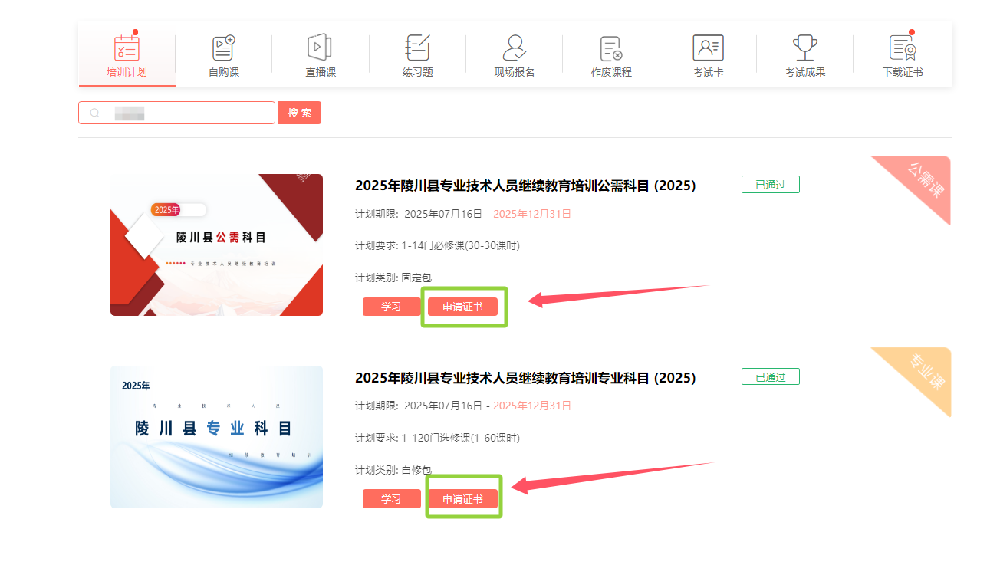 培训计划
自购课
直播课
练习题
现场报名
作废课程
考试卡
考试成果
下载证书
搜 索
公需课
2025年陵川县专业技术人员继续教育培训公需科目 (2025)
已通过
计划期限: 2025年07月16日 - 2025年12月31日
计划要求: 1-14门必修课(30-30课时)
计划类别: 固定包
学习
申请证书
2025年
陵川县公需科目
专业技术人员继续教育培训
专业课
2025年陵川县专业技术人员继续教育培训专业科目 (2025)
已通过
计划期限: 2025年07月16日 - 2025年12月31日
计划要求: 1-120门选修课(1-60课时)
计划类别: 自修包
学习
申请证书
2025年
专业技术人员
陵川县专业科目
继续教育培训